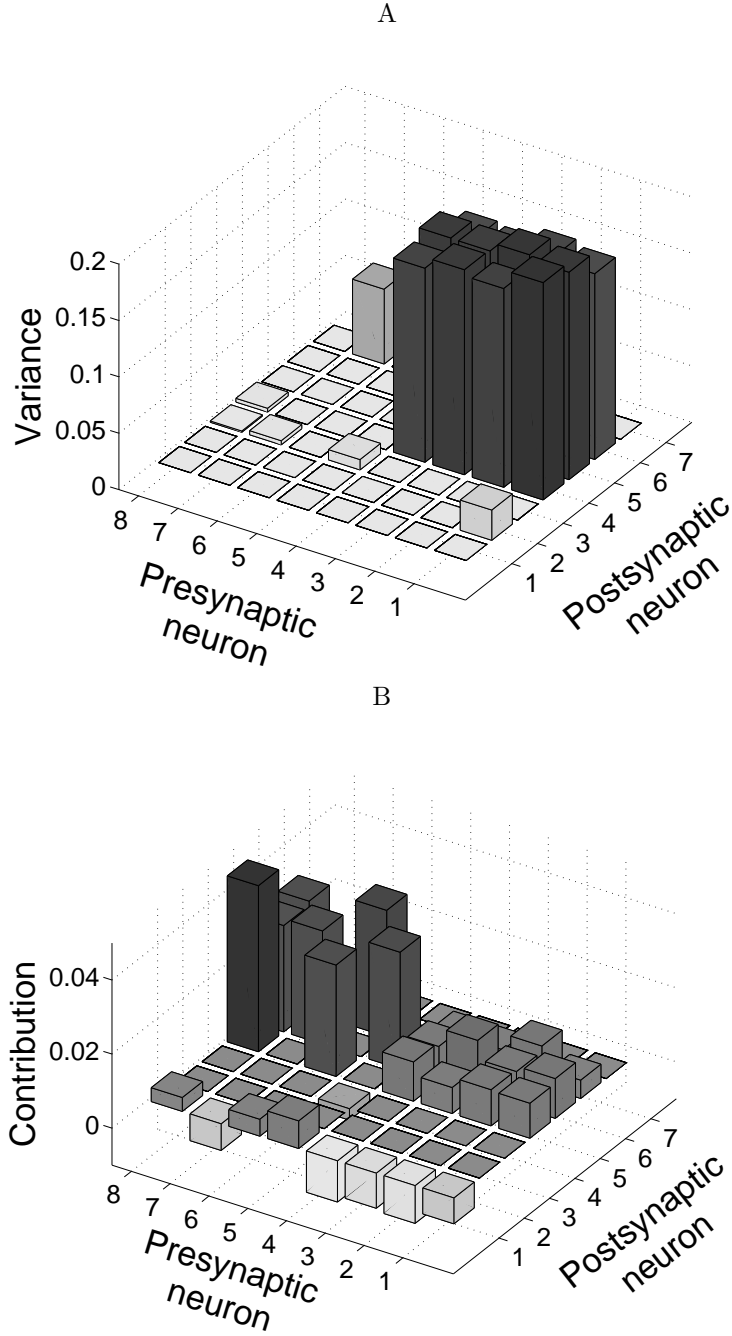 A
0.2
0.15
0.1
0.05
0
Variance
8 7 6 5 4 3 2 1
Presynaptic
neuron
1 2 3 4 5 6 7
Postsynaptic
neuron
B
0.04
0.02
0
Contribution
8 7 6 5 4 3 2 1
Presynaptic
neuron
1 2 3 4 5 6 7
Postsynaptic
neuron